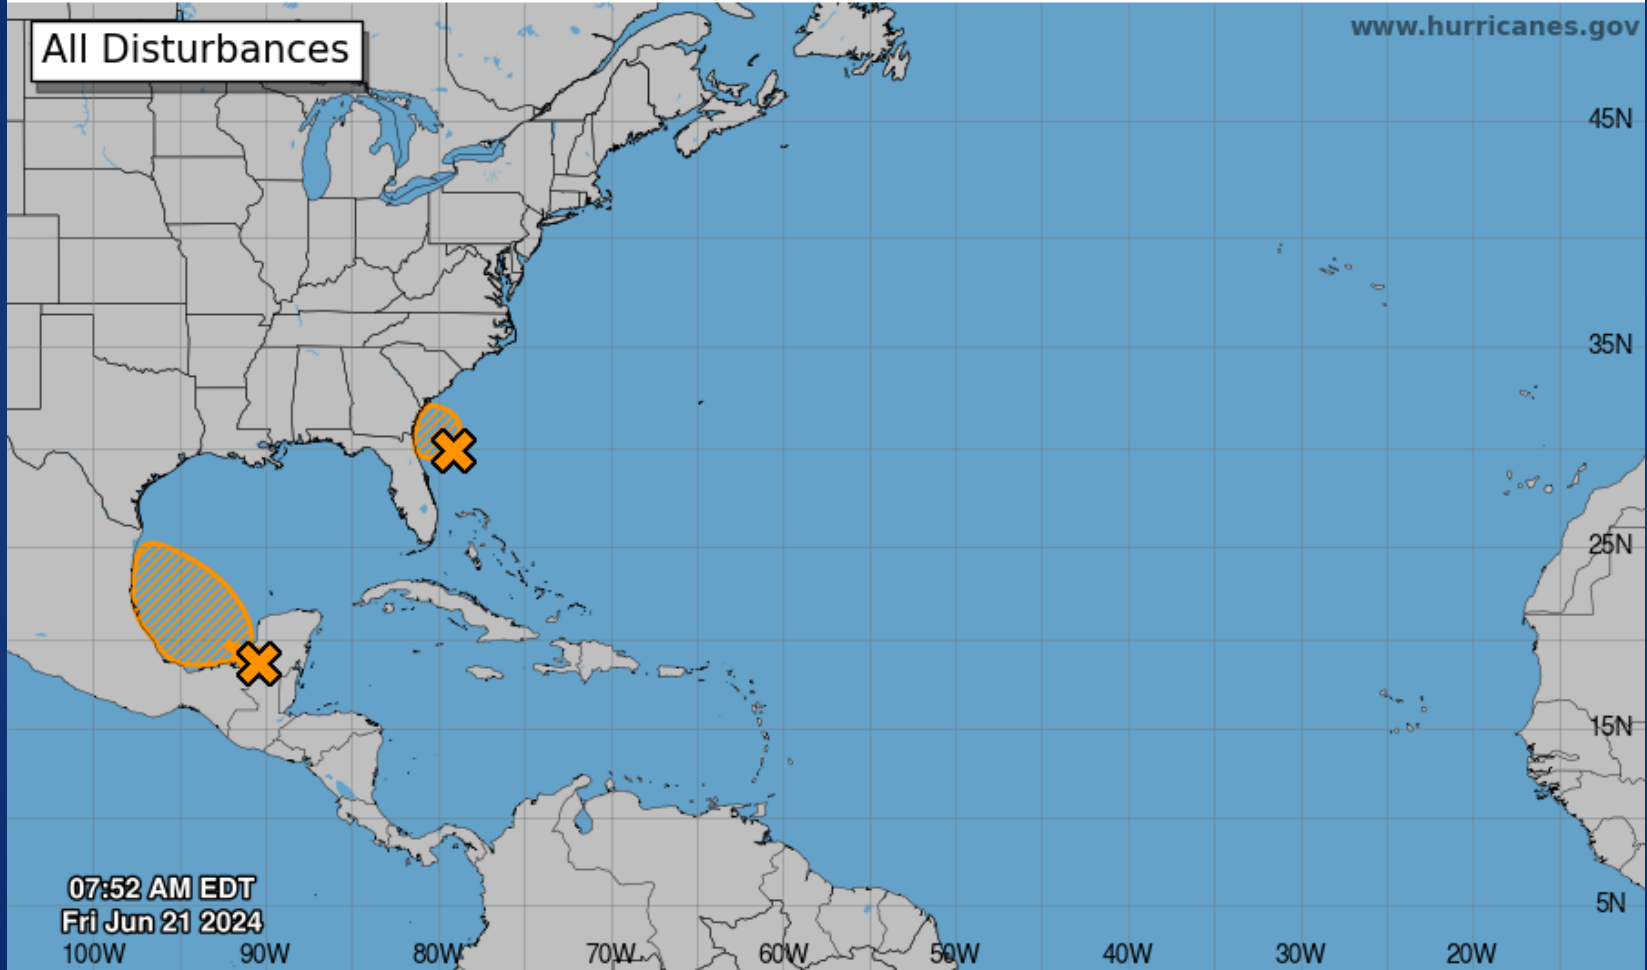 All Disturbances
www.hurricanes.gov
45N
35N
25N
15N
5N
07:52 AM EDT
Fri Jun 21 2024
100W 90W 80W 70W 60W 50W 40W 30W 20W